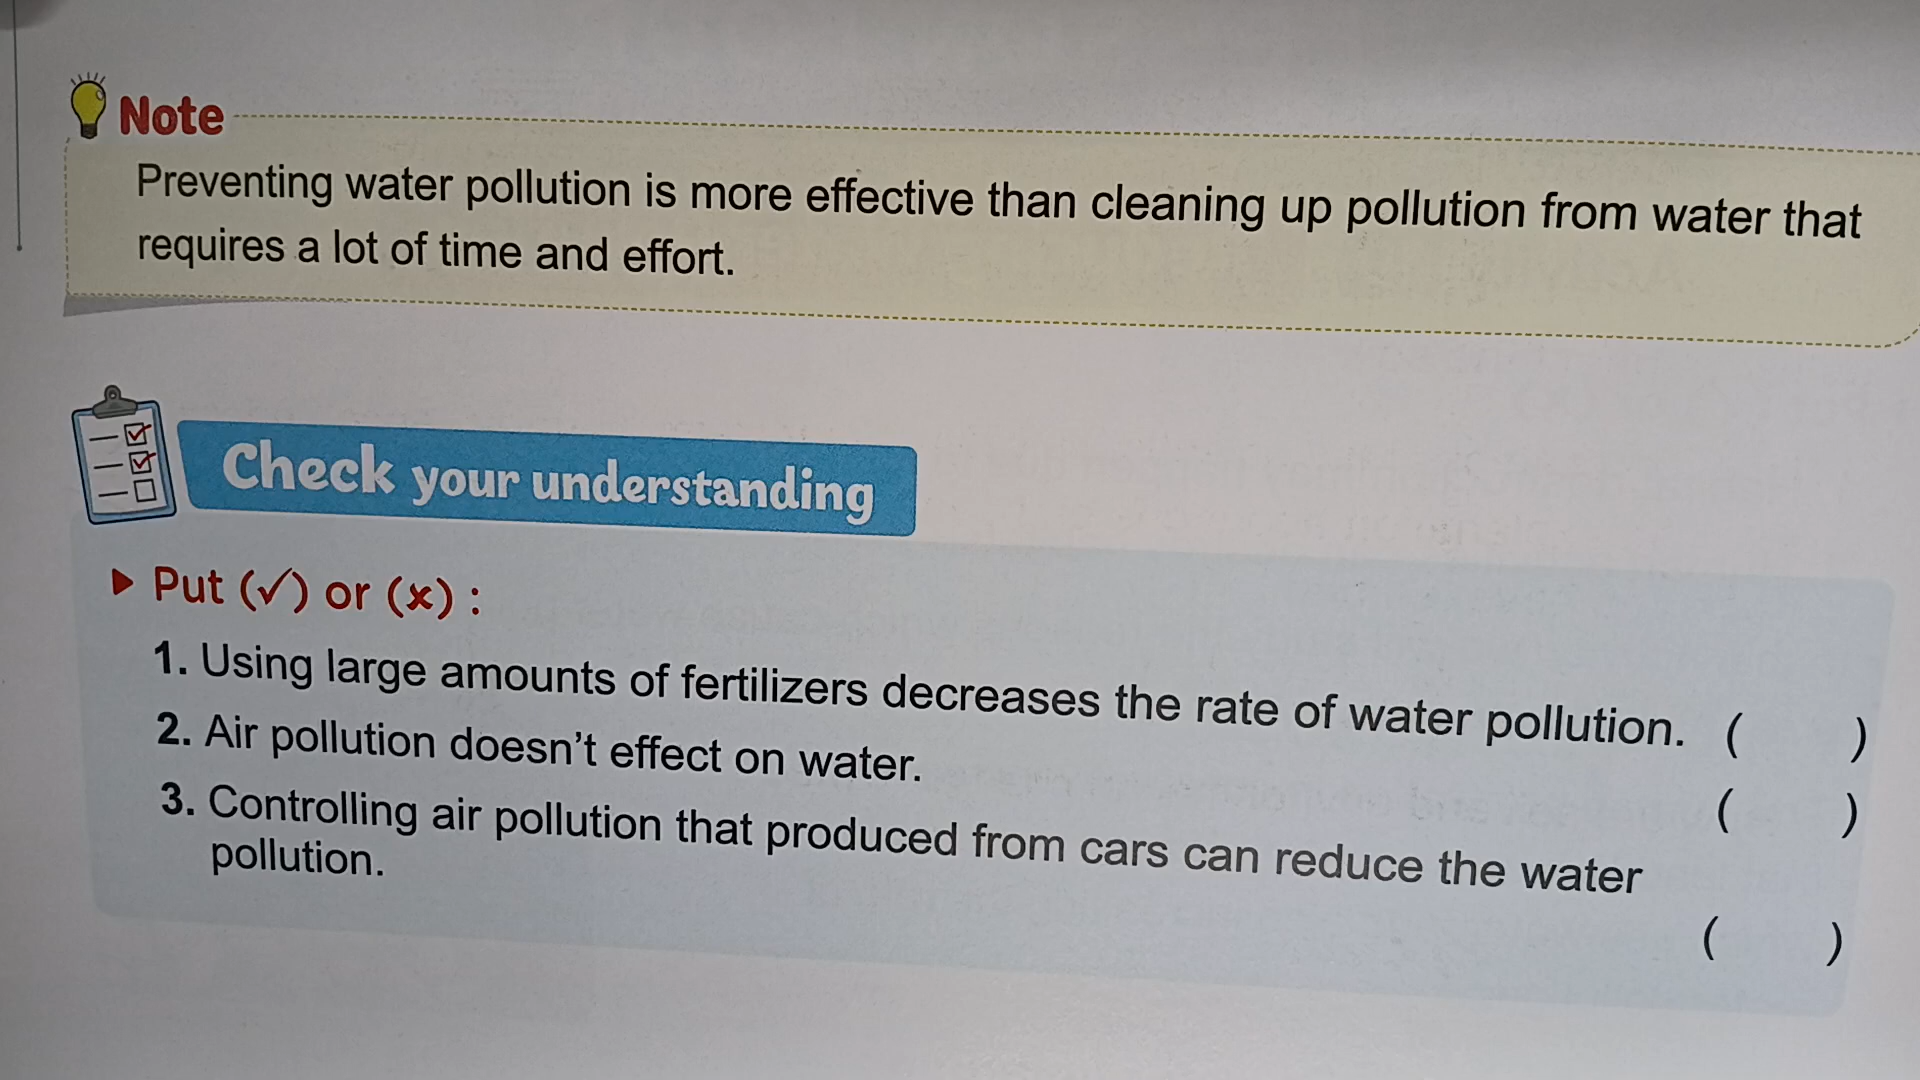 Note
Preventing water pollution is more effective than cleaning up pollution from water that
requires a lot of time and effort.
Check your understanding
▶ Put (✓) or (×) :
1. Using large amounts of fertilizers decreases the rate of water pollution. ( )
2. Air pollution doesn't effect on water. ( )
3. Controlling air pollution that produced from cars can reduce the water
pollution. ( )